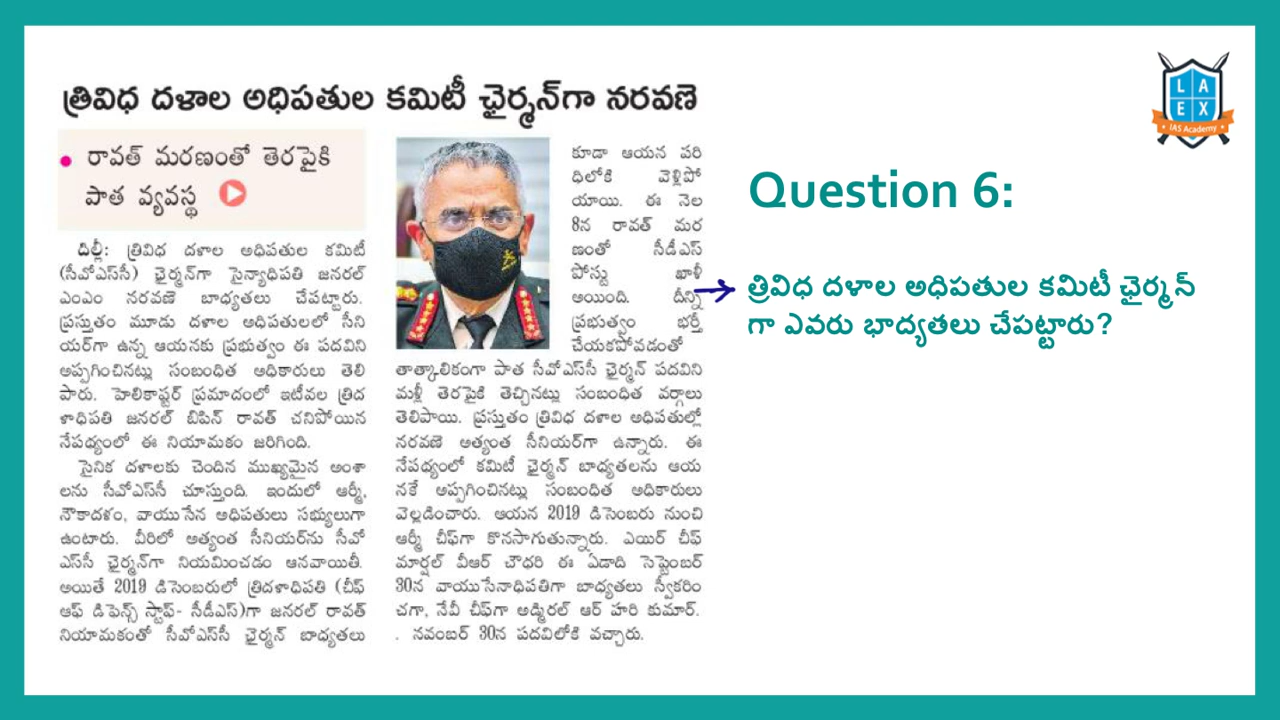 త్రివిధ దళాల అధిపతుల కమిటీ ఛైర్మన్‌గా నరవణె
రావత్ మరణంతో తెరపైకి
పాత వ్యవస్థ
దిల్లీ: త్రివిధ దళాల అధిపతుల కమిటీ
(సీవోఎస్‌సీ) ఛైర్మన్‌గా సైన్యాధిపతి జనరల్
ఎంఎం నరవణె బాధ్యతలు చేపట్టారు.
ప్రస్తుతం మూడు దళాల అధిపతులలో సీని
యర్‌గా ఉన్న ఆయనకు ప్రభుత్వం ఈ పదవిని
అప్పగించినట్లు సంబంధిత అధికారులు తెలి
పారు. హెలికాప్టర్ ప్రమాదంలో ఇటీవల త్రిద
ళాధిపతి జనరల్ బిపిన్ రావత్ చనిపోయిన
నేపథ్యంలో ఈ నియామకం జరిగింది.
సైనిక దళాలకు చెందిన ముఖ్యమైన అంశా
లను సీవోఎస్‌సీ చూస్తుంది. ఇందులో ఆర్మీ,
నౌకాదళం, వాయుసేన అధిపతులు సభ్యులుగా
ఉంటారు. వీరిలో అత్యంత సీనియర్‌ను సీవో
ఎస్‌సీ ఛైర్మన్‌గా నియమించడం ఆనవాయితీ.
అయితే 2019 డిసెంబరులో త్రిదళాధిపతి (చీఫ్
ఆఫ్ డిఫెన్స్ స్టాఫ్- సీడీఎస్)గా జనరల్ రావత్
నియామకంతో సీవోఎస్‌సీ ఛైర్మన్ బాధ్యతలు
కూడా ఆయన పరి
ధిలోకి వెళ్లిపో
యాయి. ఈ నెల
8న రావత్ మర
ణంతో సీడీఎస్
పోస్టు ఖాళీ
అయింది. దీన్ని
ప్రభుత్వం భర్తీ
చేయకపోవడంతో
తాత్కాలికంగా పాత సీవోఎస్‌సీ ఛైర్మన్ పదవిని
మళ్లీ తెరపైకి తెచ్చినట్లు సంబంధిత వర్గాలు
తెలిపాయి. ప్రస్తుతం త్రివిధ దళాల అధిపతుల్లో
నరవణె అత్యంత సీనియర్‌గా ఉన్నారు. ఈ
నేపథ్యంలో కమిటీ ఛైర్మన్ బాధ్యతలను ఆయ
నకే అప్పగించినట్లు సంబంధిత అధికారులు
వెల్లడించారు. ఆయన 2019 డిసెంబరు నుంచి
ఆర్మీ చీఫ్‌గా కొనసాగుతున్నారు. ఎయిర్ చీఫ్
మార్షల్ వీఆర్ చౌధరి ఈ ఏడాది సెప్టెంబర్
30న వాయుసేనాధిపతిగా బాధ్యతలు స్వీకరిం
చగా, నేవీ చీఫ్‌గా అడ్మిరల్ ఆర్ హరి కుమార్.
. నవంబర్ 30న పదవిలోకి వచ్చారు.
L A
E X
IAS Academy
Question 6:
త్రివిధ దళాల అధిపతుల కమిటీ ఛైర్మన్
గా ఎవరు భాద్యతలు చేపట్టారు?